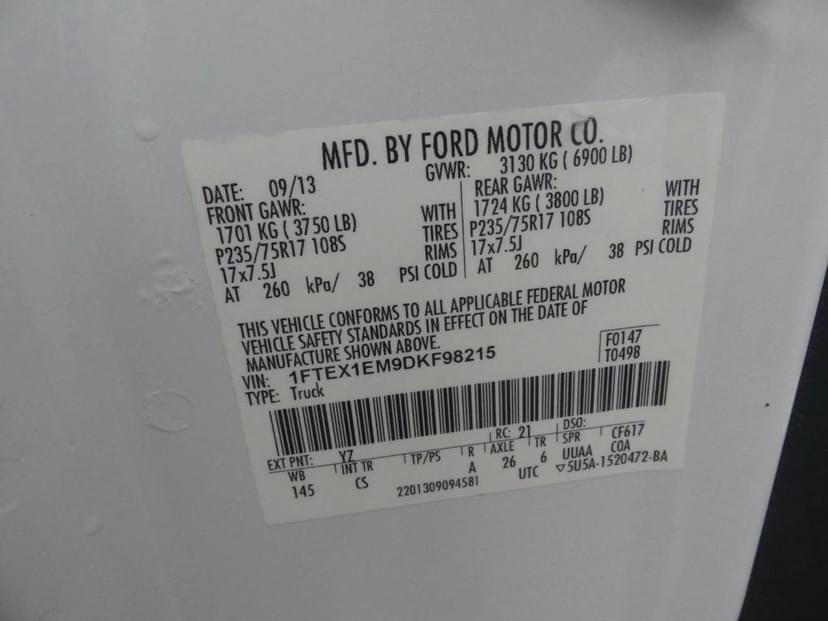 MFD. BY FORD MOTOR CO.
DATE: 09/13 GVWR: 3130 KG ( 6900 LB)
FRONT GAWR: REAR GAWR:
1701 KG ( 3750 LB) WITH 1724 KG ( 3800 LB) WITH
P235/75R17 108S TIRES P235/75R17 108S TIRES
17x7.5J RIMS 17x7.5J RIMS
AT 260 kPa/ 38 PSI COLD AT 260 kPa/ 38 PSI COLD
THIS VEHICLE CONFORMS TO ALL APPLICABLE FEDERAL MOTOR
VEHICLE SAFETY STANDARDS IN EFFECT ON THE DATE OF
MANUFACTURE SHOWN ABOVE.
VIN: 1FTEX1EM9DKF98215 F0147
TYPE: Truck T0498
EXT PNT: YZ RC: 21 DSO:
WB INT TR TP/PS R AXLE TR SPR CF617
145 CS A 26 6 UUAA COA
2201309094581 UTC ▽5U5A-1520472-BA